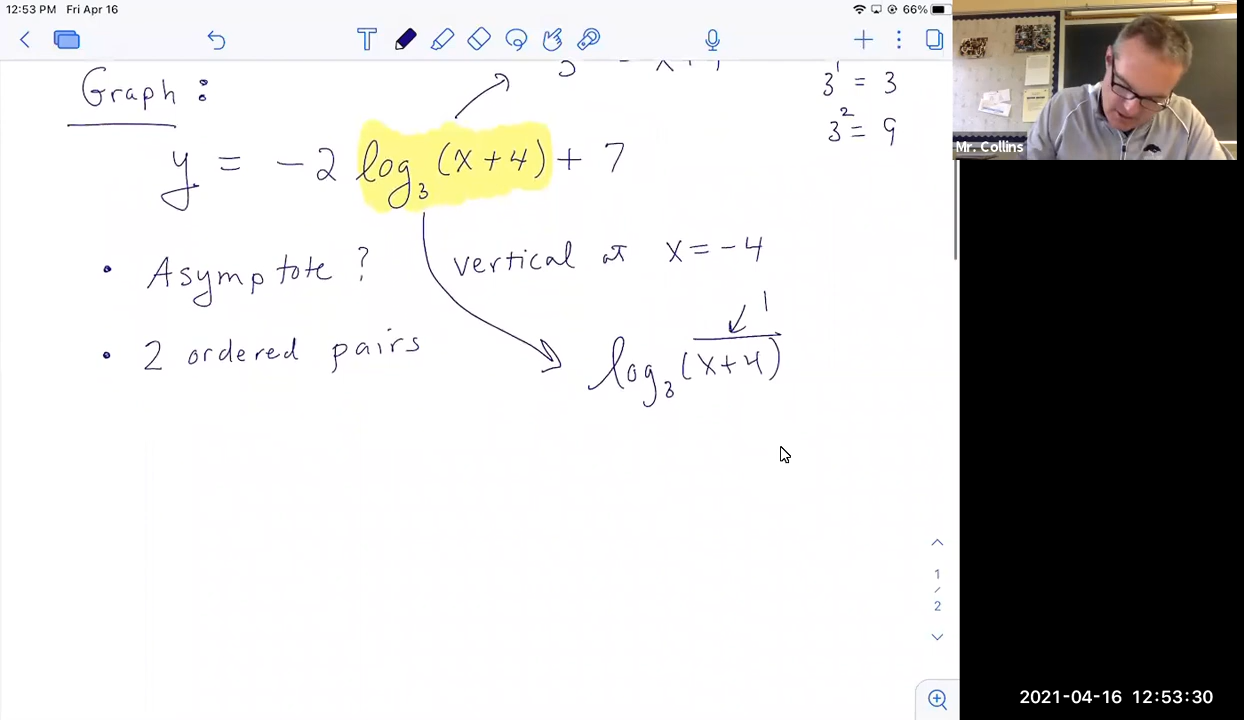 12:53 PM Fri Apr 16
66%
T
Graph :
3¹ = 3
3² = 9
Mr. Collins
y = -2 log₃ (x+4) + 7
• Asymptote ? vertical at x = -4
1
• 2 ordered pairs
log₃ (x+4)
1
/
2
2021-04-16 12:53:30